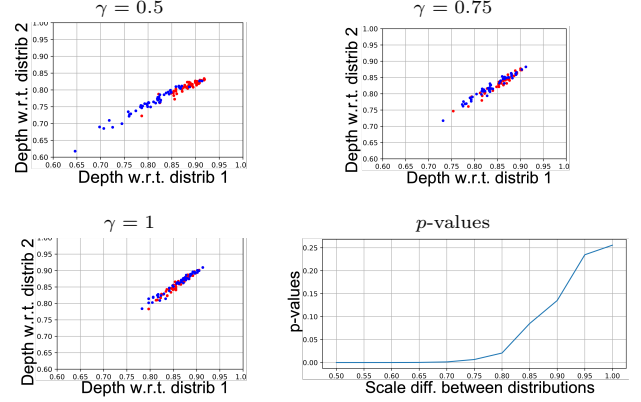 γ = 0.5
γ = 0.75
Depth w.r.t. distrib 2
1.00
0.95
0.90
0.85
0.80
0.75
0.70
0.65
0.60
0.60 0.65 0.70 0.75 0.80 0.85 0.90 0.95 1.0
Depth w.r.t. distrib 1
Depth w.r.t. distrib 2
1.00
0.95
0.90
0.85
0.80
0.75
0.70
0.65
0.60
0.60 0.65 0.70 0.75 0.80 0.85 0.90 0.95 1.0
Depth w.r.t. distrib 1
γ = 1
p-values
Depth w.r.t. distrib 2
1.00
0.95
0.90
0.85
0.80
0.75
0.70
0.65
0.60
0.60 0.65 0.70 0.75 0.80 0.85 0.90 0.95 1.0
Depth w.r.t. distrib 1
p-values
0.25
0.20
0.15
0.10
0.05
0.00
0.50 0.55 0.60 0.65 0.70 0.75 0.80 0.85 0.90 0.95 1.00
Scale diff. between distributions